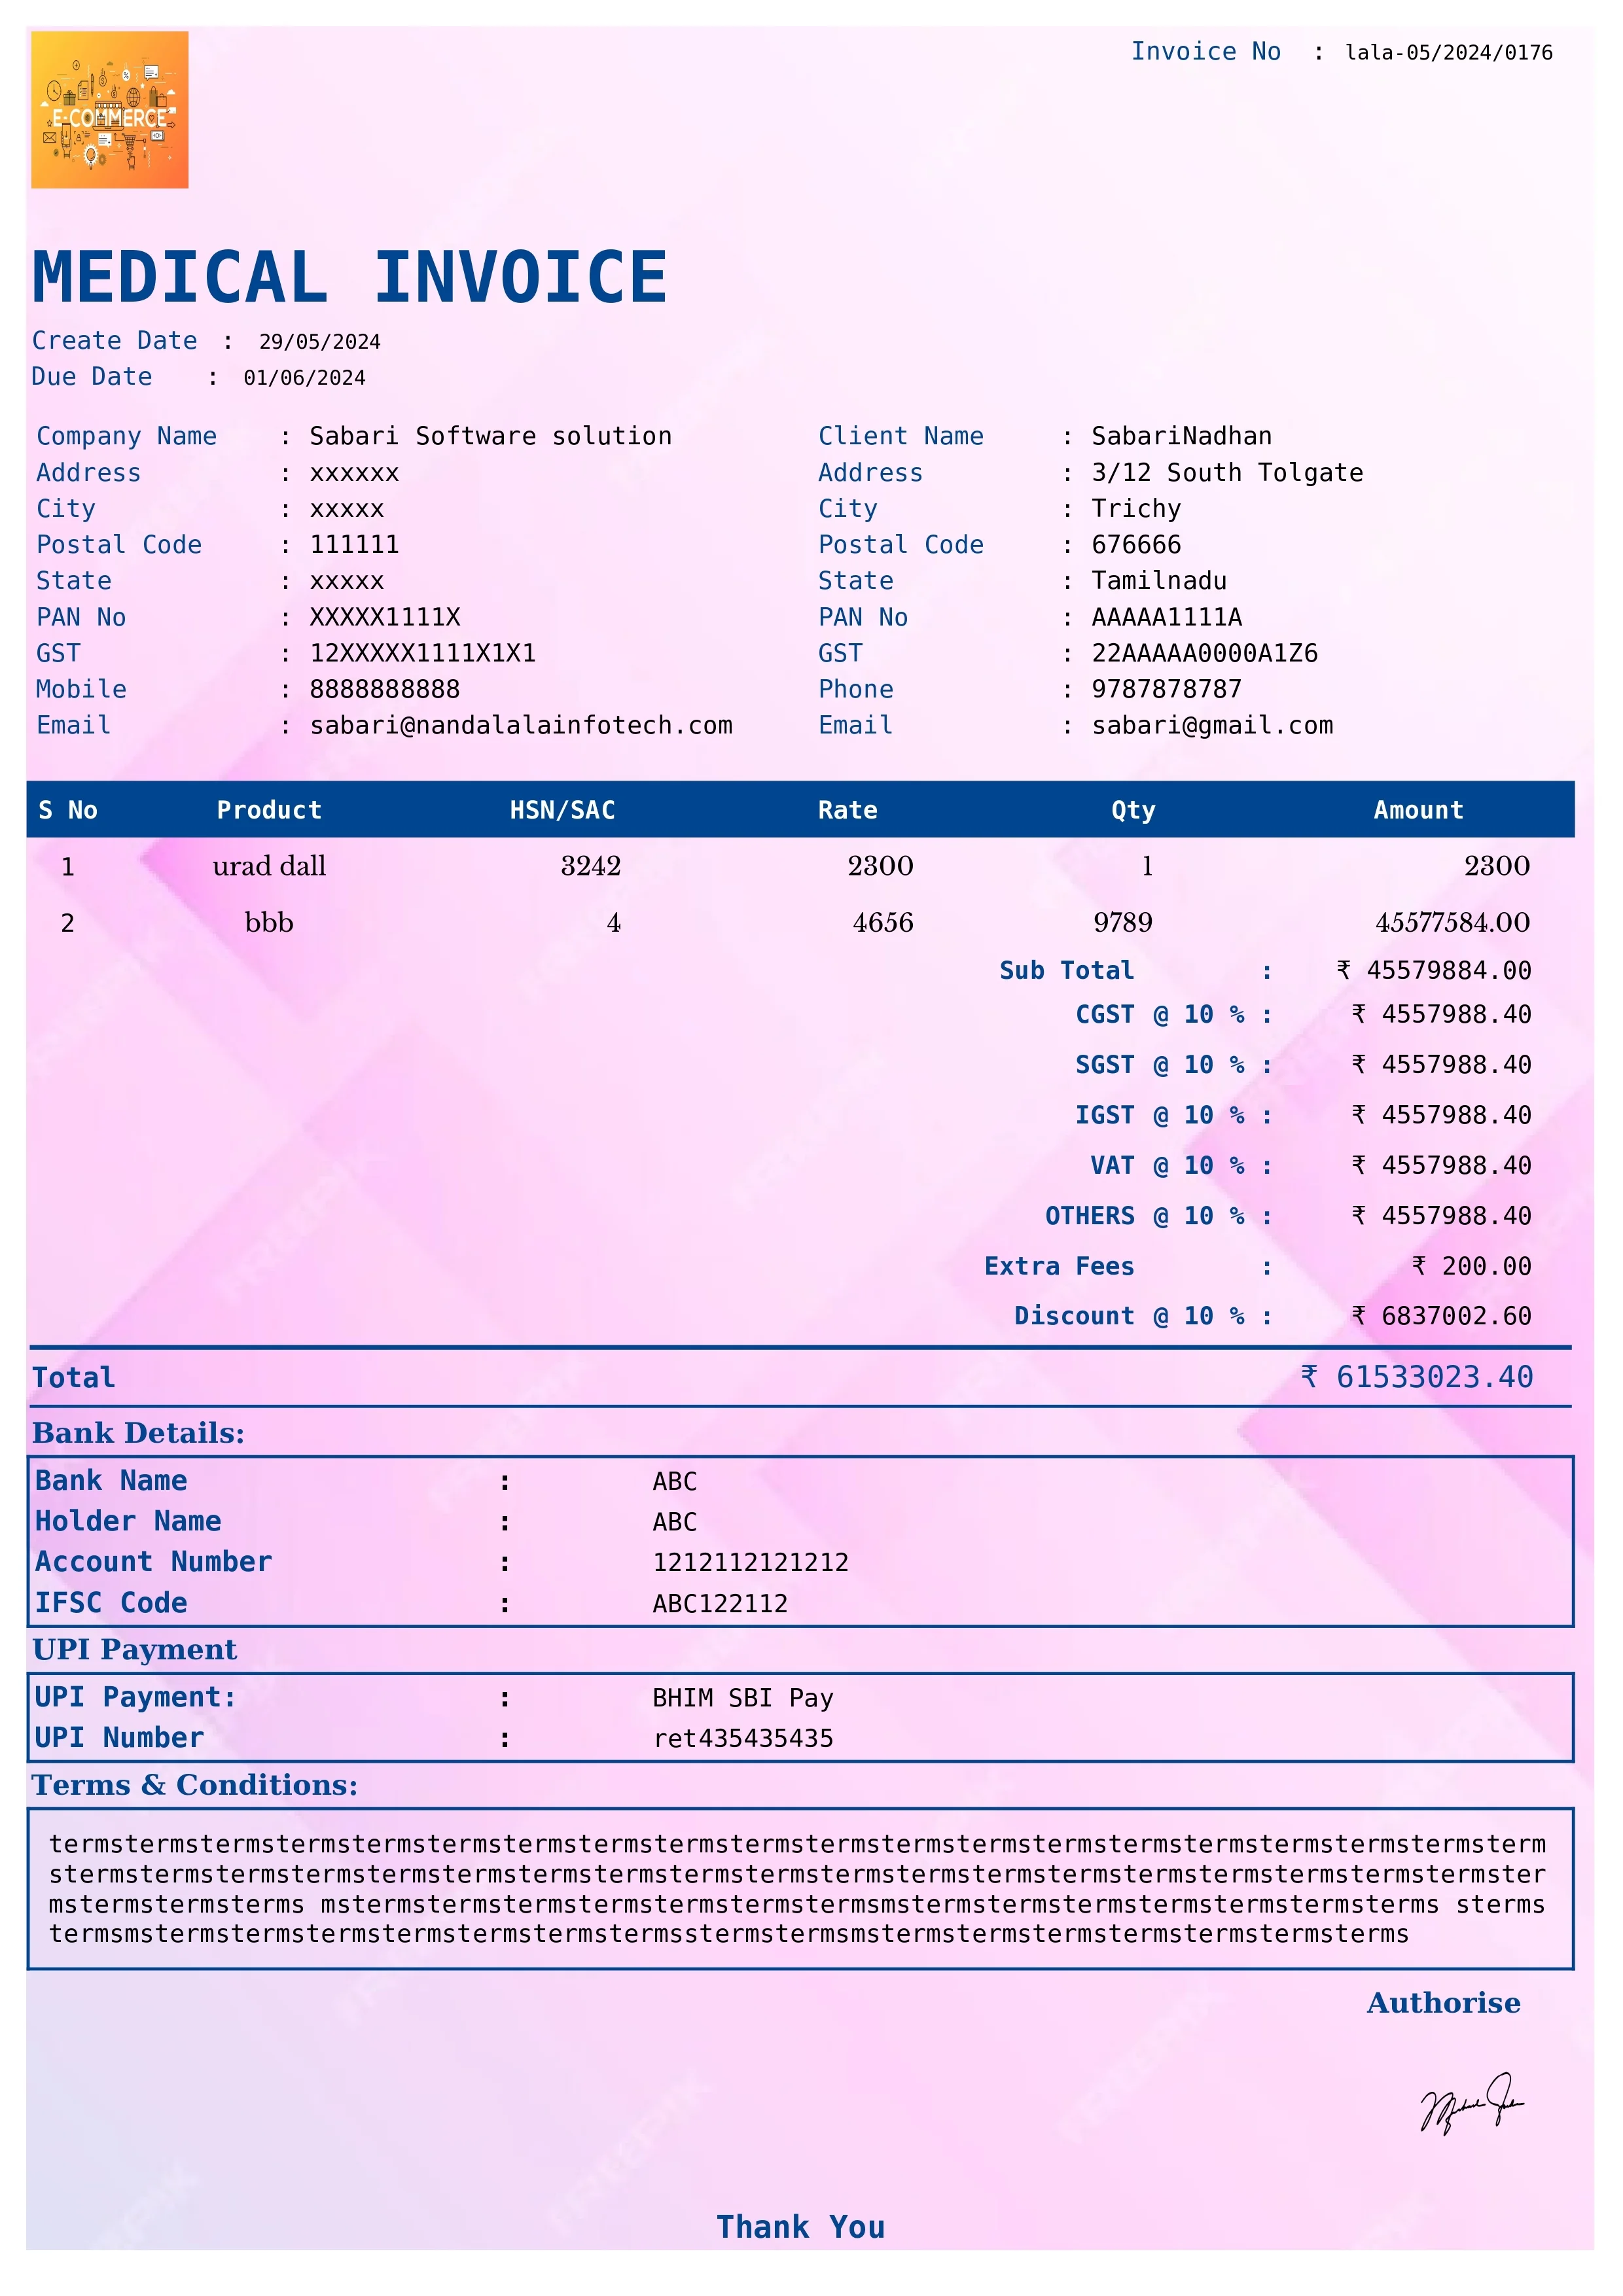 E-COMMERCE
Invoice No : lala-05/2024/0176
MEDICAL INVOICE
Create Date : 29/05/2024
Due Date : 01/06/2024
Company Name : Sabari Software solution
Address : xxxxxx
City : xxxxx
Postal Code : 111111
State : xxxxx
PAN No : XXXXX1111X
GST : 12XXXXX1111X1X1
Mobile : 8888888888
Email : sabari@nandalalainfotech.com
Client Name : SabariNadhan
Address : 3/12 South Tolgate
City : Trichy
Postal Code : 676666
State : Tamilnadu
PAN No : AAAAA1111A
GST : 22AAAAA0000A1Z6
Phone : 9787878787
Email : sabari@gmail.com
S No Product HSN/SAC Rate Qty Amount
1 urad dall 3242 2300 1 2300
2 bbb 4 4656 9789 45577584.00
Sub Total : ₹ 45579884.00
CGST @ 10 % : ₹ 4557988.40
SGST @ 10 % : ₹ 4557988.40
IGST @ 10 % : ₹ 4557988.40
VAT @ 10 % : ₹ 4557988.40
OTHERS @ 10 % : ₹ 4557988.40
Extra Fees : ₹ 200.00
Discount @ 10 % : ₹ 6837002.60
Total ₹ 61533023.40
Bank Details:
Bank Name : ABC
Holder Name : ABC
Account Number : 1212112121212
IFSC Code : ABC122112
UPI Payment
UPI Payment: : BHIM SBI Pay
UPI Number : ret435435435
Terms & Conditions:
termstermstermstermstermstermstermstermstermstermstermstermstermstermstermstermstermstermstermsterm
stermstermstermstermstermstermstermstermstermstermstermstermstermstermstermstermstermstermstermster
mstermstermsterms mstermstermstermstermstermstermstermsmstermstermstermstermstermstermsterms sterms
termsmstermstermstermstermstermstermstermsstermstermsmstermstermstermstermstermstermsterms
Authorise
Thank You